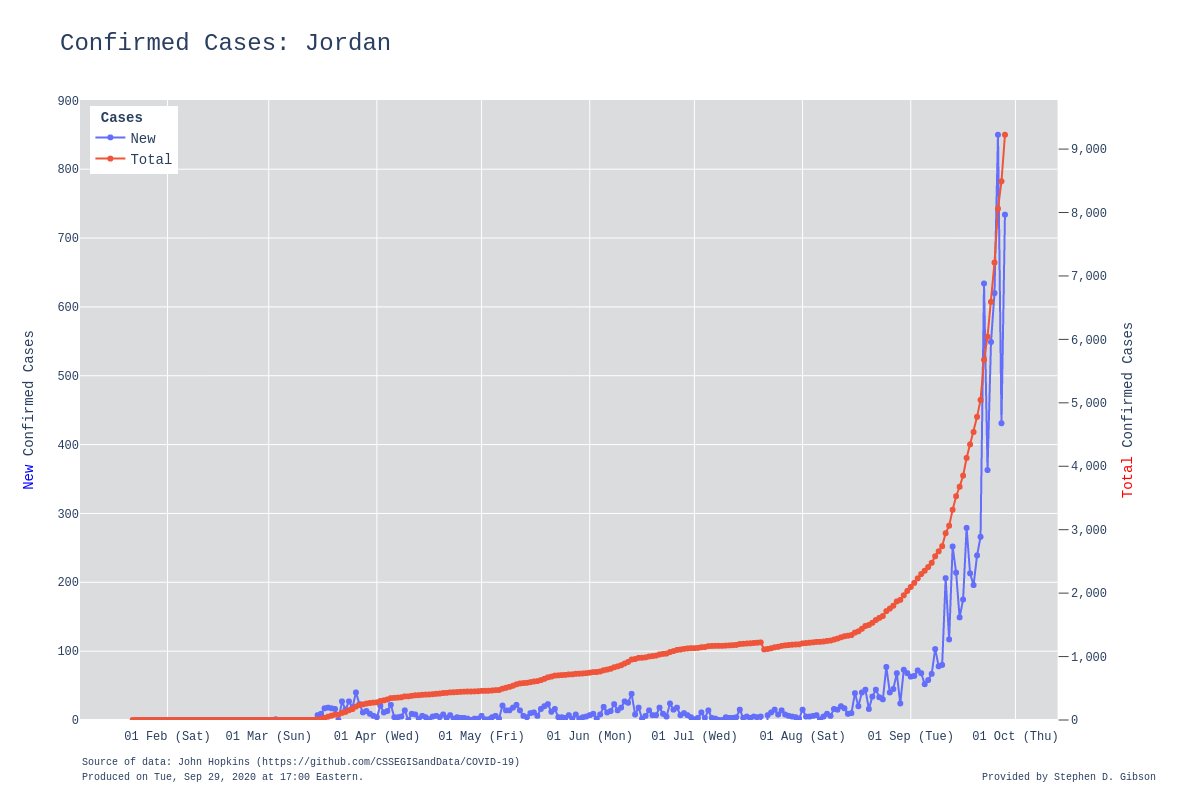 Confirmed Cases: Jordan
Cases
New
Total
900
800
700
600
500
400
300
200
100
0
New Confirmed Cases
9,000
8,000
7,000
6,000
5,000
4,000
3,000
2,000
1,000
0
Total Confirmed Cases
01 Feb (Sat) 01 Mar (Sun) 01 Apr (Wed) 01 May (Fri) 01 Jun (Mon) 01 Jul (Wed) 01 Aug (Sat) 01 Sep (Tue) 01 Oct (Thu)
Source of data: John Hopkins (https://github.com/CSSEGISandData/COVID-19)
Produced on Tue, Sep 29, 2020 at 17:00 Eastern.
Provided by Stephen D. Gibson